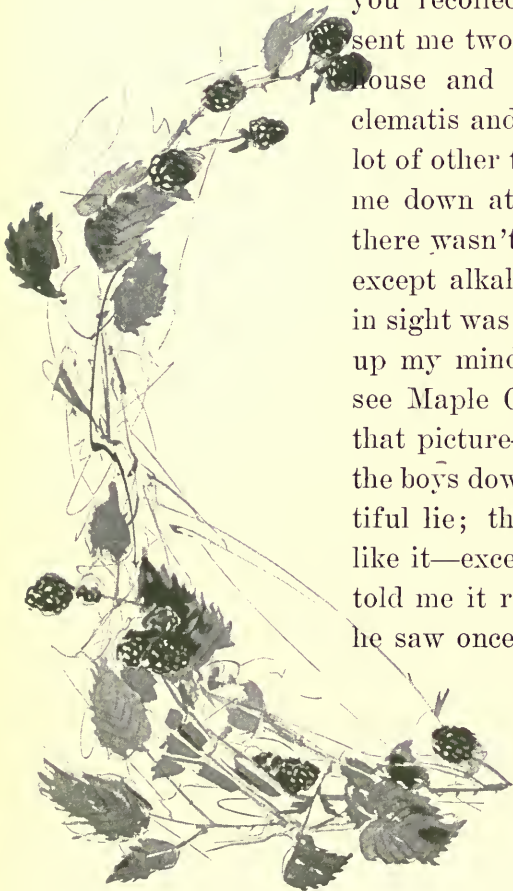 you recollec
sent me two
house and
clematis and
lot of other t
me down at
there wasn't
except alkal
in sight was
up my mind
see Maple C
that picture—
the boys dow
tiful lie; th
like it—exce
told me it r
he saw once